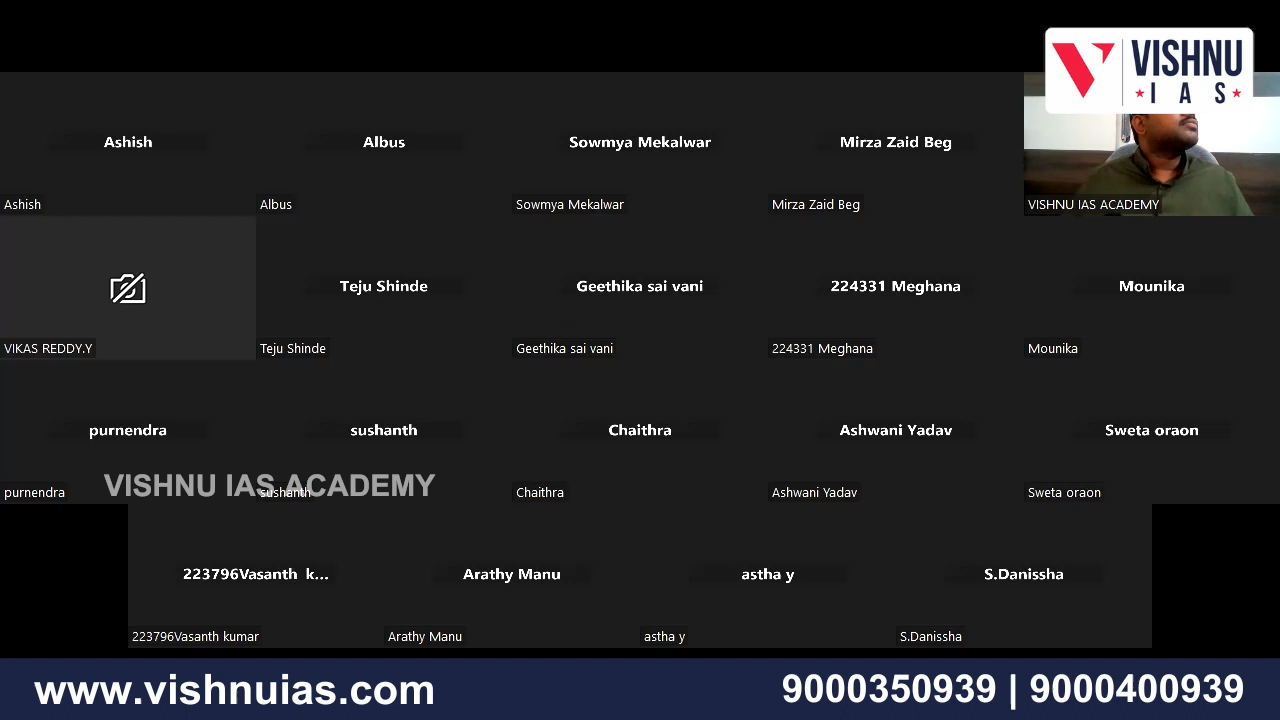 VISHNU
IAS
Ashish
Albus
Sowmya Mekalwar
Mirza Zaid Beg
Ashish
Albus
Sowmya Mekalwar
Mirza Zaid Beg
VISHNU IAS ACADEMY
Teju Shinde
Geethika sai vani
224331 Meghana
Mounika
VIKAS REDDY.Y
Teju Shinde
Geethika sai vani
224331 Meghana
Mounika
purnendra
sushanth
Chaithra
Ashwani Yadav
Sweta oraon
purnendra
VISHNU IAS ACADEMY
sushanth
Chaithra
Ashwani Yadav
Sweta oraon
223796Vasanth k...
Arathy Manu
astha y
S.Danissha
223796Vasanth kumar
Arathy Manu
astha y
S.Danissha
www.vishnuias.com
9000350939 | 9000400939